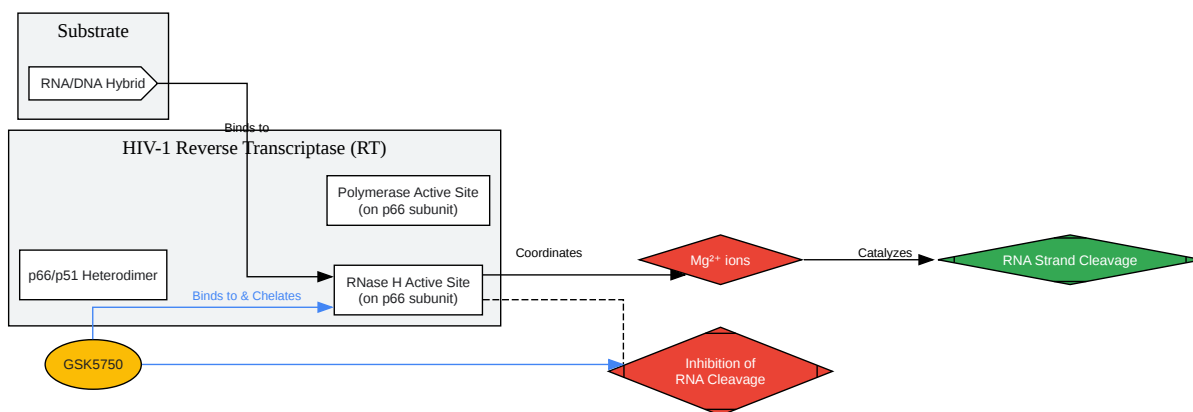 Substrate
RNA/DNA Hybrid
Binds to
HIV-1 Reverse Transcriptase (RT)
Polymerase Active Site
(on p66 subunit)
p66/p51 Heterodimer
RNase H Active Site
(on p66 subunit)
Coordinates
Mg²⁺ ions
Catalyzes
RNA Strand Cleavage
Binds to & Chelates
GSK5750
Inhibition of
RNA Cleavage